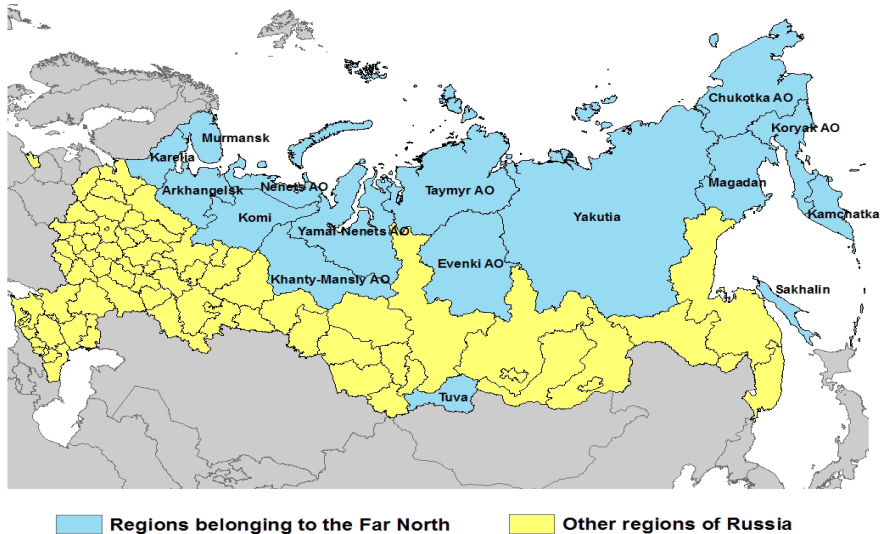 Chukotka AO
Koryak AO
Murmansk
Karelia
Magadan
Nenets AO
Arkhangelsk
Taymyr AO
Kamchatka
Komi
Yakutia
Yamal-Nenets AO
Evenki AO
Khanty-Mansiy AO
Sakhalin
Tuva
Regions belonging to the Far North
Other regions of Russia